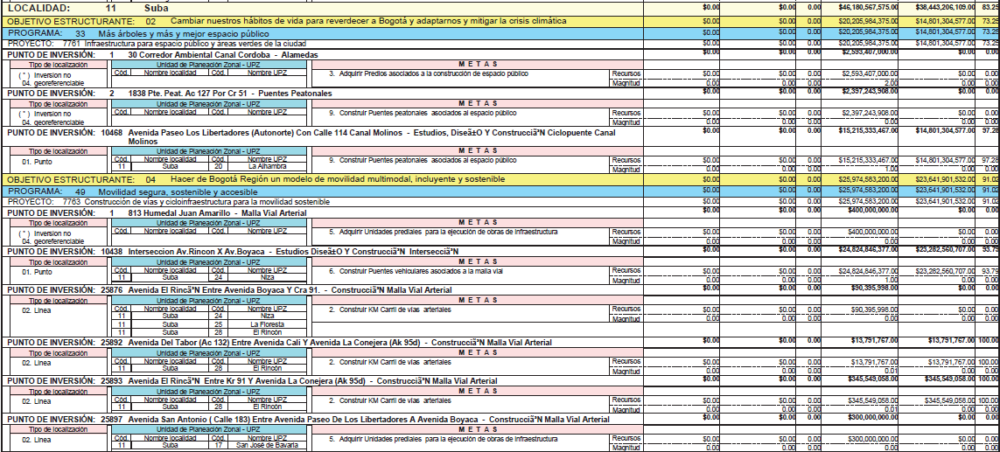 LOCALIDAD: 11 Suba $0.00 $0.00 0.00 $46,180,567,575.00 $38,443,206,109.00 83.25
OBJETIVO ESTRUCTURANTE: 02 Cambiar nuestros hábitos de vida para reverdecer a Bogotá y adaptarnos y mitigar la crisis climática $0.00 $0.00 0.00 $20,205,984,375.00 $14,801,304,577.00 73.25
PROGRAMA: 33 Más árboles y más y mejor espacio público $0.00 $0.00 0.00 $20,205,984,375.00 $14,801,304,577.00 73.25
PROYECTO: 7761 Infraestructura para espacio público y áreas verdes de la ciudad $0.00 $0.00 0.00 $20,205,984,375.00 $14,801,304,577.00 73.25
PUNTO DE INVERSIÓN: 1 30 Corredor Ambiental Canal Cordoba - Alamedas $0.00 $0.00 0.00 $2,593,407,000.00 $0.00 0.00
Tipo de localización Unidad de Planeación Zonal - UPZ M E T A S
Cód. Nombre localidad Cód. Nombre UPZ
( * ) Inversion no 3. Adquirir Predios asociados a la construcción de espacio público Recursos $0.00 $0.00 0.00 $2,593,407,000.00 $0.00 0.00
04. georeferenciable Magnitud 0.00 0.00 0.00 2.00 0.00 0.00
PUNTO DE INVERSIÓN: 2 1838 Pte. Peat. Ac 127 Por Cr 51 - Puentes Peatonales $0.00 $0.00 0.00 $2,397,243,908.00 $0.00 0.00
Tipo de localización Unidad de Planeación Zonal - UPZ M E T A S
Cód. Nombre localidad Cód. Nombre UPZ
( * ) Inversion no 9. Construir Puentes peatonales asociados al espacio público Recursos $0.00 $0.00 0.00 $2,397,243,908.00 $0.00 0.00
04. georeferenciable Magnitud 0.00 0.00 0.00 0.00 0.00 0.00
PUNTO DE INVERSIÓN: 10468 Avenida Paseo Los Libertadores (Autonorte) Con Calle 114 Canal Molinos - Estudios, Diseã±O Y Construcciã³N Ciclopuente Canal $0.00 $0.00 0.00 $15,215,333,467.00 $14,801,304,577.00 97.28
Molinos
Tipo de localización Unidad de Planeación Zonal - UPZ M E T A S
Cód. Nombre localidad Cód. Nombre UPZ
01. Punto 9. Construir Puentes peatonales asociados al espacio público Recursos $0.00 $0.00 0.00 $15,215,333,467.00 $14,801,304,577.00 97.28
11 Suba 20 La Alhambra Magnitud 0.00 0.00 0.00 1.00 0.00 0.00
OBJETIVO ESTRUCTURANTE: 04 Hacer de Bogotá Región un modelo de movilidad multimodal, incluyente y sostenible $0.00 $0.00 0.00 $25,974,583,200.00 $23,641,901,532.00 91.02
PROGRAMA: 49 Movilidad segura, sostenible y accesible $0.00 $0.00 0.00 $25,974,583,200.00 $23,641,901,532.00 91.02
PROYECTO: 7763 Construcción de vías y cicloinfraestructura para la movilidad sostenible $0.00 $0.00 0.00 $25,974,583,200.00 $23,641,901,532.00 91.02
PUNTO DE INVERSIÓN: 1 813 Humedal Juan Amarillo - Malla Vial Arterial $0.00 $0.00 0.00 $400,000,000.00 $0.00 0.00
Tipo de localización Unidad de Planeación Zonal - UPZ M E T A S
Cód. Nombre localidad Cód. Nombre UPZ
( * ) Inversion no 5. Adquirir Unidades prediales para la ejecución de obras de infraestructura Recursos $0.00 $0.00 0.00 $400,000,000.00 $0.00 0.00
04. georeferenciable Magnitud 0.00 0.00 0.00 0.00 0.00 0.00
PUNTO DE INVERSIÓN: 10438 Interseccion Av.Rincon X Av.Boyaca - Estudios Diseã±O Y Construcciã³N Intersecciã³N $0.00 $0.00 0.00 $24,824,846,377.00 $23,282,560,707.00 93.79
Tipo de localización Unidad de Planeación Zonal - UPZ M E T A S
Cód. Nombre localidad Cód. Nombre UPZ
01. Punto 6. Construir Puentes vehiculares asociados a la malla vial Recursos $0.00 $0.00 0.00 $24,824,846,377.00 $23,282,560,707.00 93.79
11 Suba 24 Niza Magnitud 0.00 0.00 0.00 1.00 0.00 0.00
PUNTO DE INVERSIÓN: 25876 Avenida El Rincã³N Entre Avenida Boyaca Y Cra 91. - Construcciã³N Malla Vial Arterial $0.00 $0.00 0.00 $90,395,998.00 $0.00 0.00
Tipo de localización Unidad de Planeación Zonal - UPZ M E T A S
Cód. Nombre localidad Cód. Nombre UPZ
02. Linea 2. Construir KM Carril de vías arteriales Recursos $0.00 $0.00 0.00 $90,395,998.00 $0.00 0.00
11 Suba 24 Niza Magnitud 0.00 0.00 0.00 0.00 0.00 0.00
11 Suba 25 La Floresta
11 Suba 28 El Rincón
PUNTO DE INVERSIÓN: 25892 Avenida Del Tabor (Ac 132) Entre Avenida Cali Y Avenida La Conejera (Ak 95d) - Construcciã³N Malla Vial Arterial $0.00 $0.00 0.00 $13,791,767.00 $13,791,767.00 100.00
Tipo de localización Unidad de Planeación Zonal - UPZ M E T A S
Cód. Nombre localidad Cód. Nombre UPZ
02. Linea 2. Construir KM Carril de vías arteriales Recursos $0.00 $0.00 0.00 $13,791,767.00 $13,791,767.00 100.00
11 Suba 28 El Rincón Magnitud 0.00 0.00 0.00 0.01 0.00 0.00
PUNTO DE INVERSIÓN: 25893 Avenida El Rincã³N Entre Kr 91 Y Avenida La Conejera (Ak 95d) - Construcciã³N Malla Vial Arterial $0.00 $0.00 0.00 $345,549,058.00 $345,549,058.00 100.00
Tipo de localización Unidad de Planeación Zonal - UPZ M E T A S
Cód. Nombre localidad Cód. Nombre UPZ
02. Linea 2. Construir KM Carril de vías arteriales Recursos $0.00 $0.00 0.00 $345,549,058.00 $345,549,058.00 100.00
11 Suba 28 El Rincón Magnitud 0.00 0.00 0.00 0.01 0.00 0.00
PUNTO DE INVERSIÓN: 25897 Avenida San Antonio ( Calle 183) Entre Avenida Paseo De Los Libertadores A Avenida Boyaca - Construcciã³N Malla Vial Arterial $0.00 $0.00 0.00 $300,000,000.00 $0.00 0.00
Tipo de localización Unidad de Planeación Zonal - UPZ M E T A S
Cód. Nombre localidad Cód. Nombre UPZ
02. Linea 5. Adquirir Unidades prediales para la ejecución de obras de infraestructura Recursos $0.00 $0.00 0.00 $300,000,000.00 $0.00 0.00
11 Suba 17 San José de Bavaria Magnitud 0.00 0.00 0.00 0.00 0.00 0.00